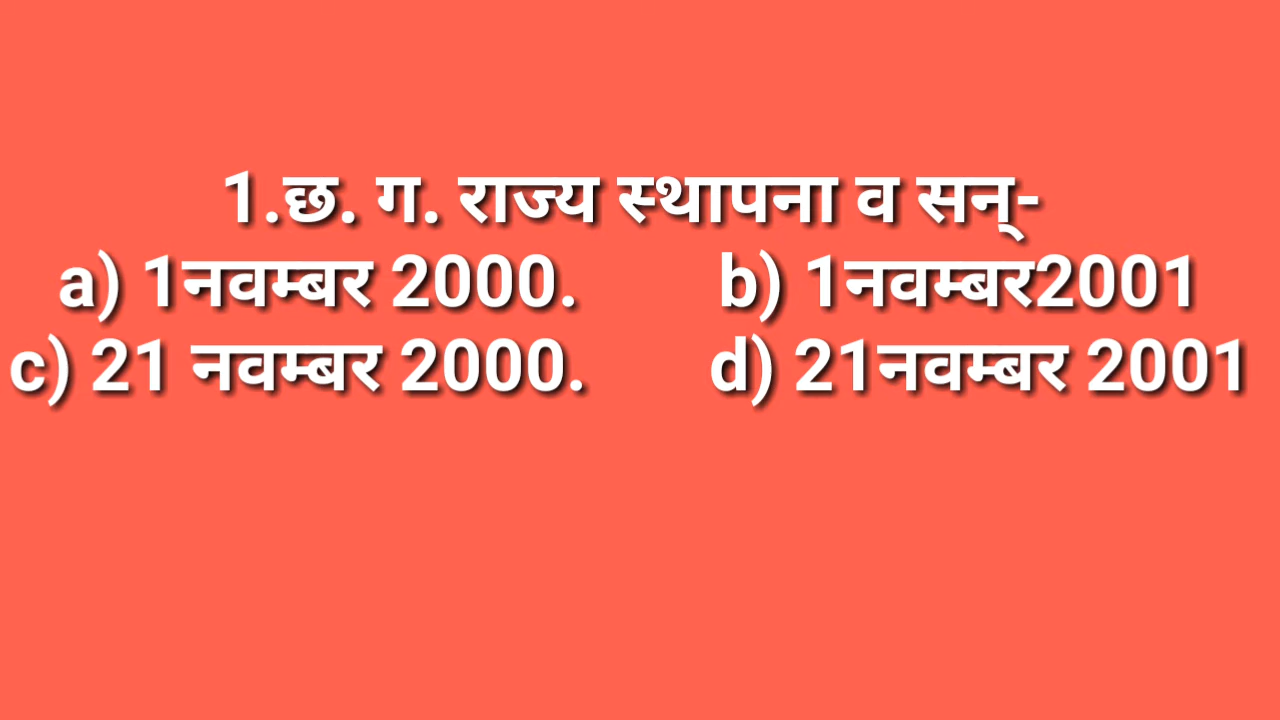 1.छ. ग. राज्य स्थापना व सन्-
a) 1नवम्बर 2000. b) 1नवम्बर2001
c) 21 नवम्बर 2000. d) 21नवम्बर 2001